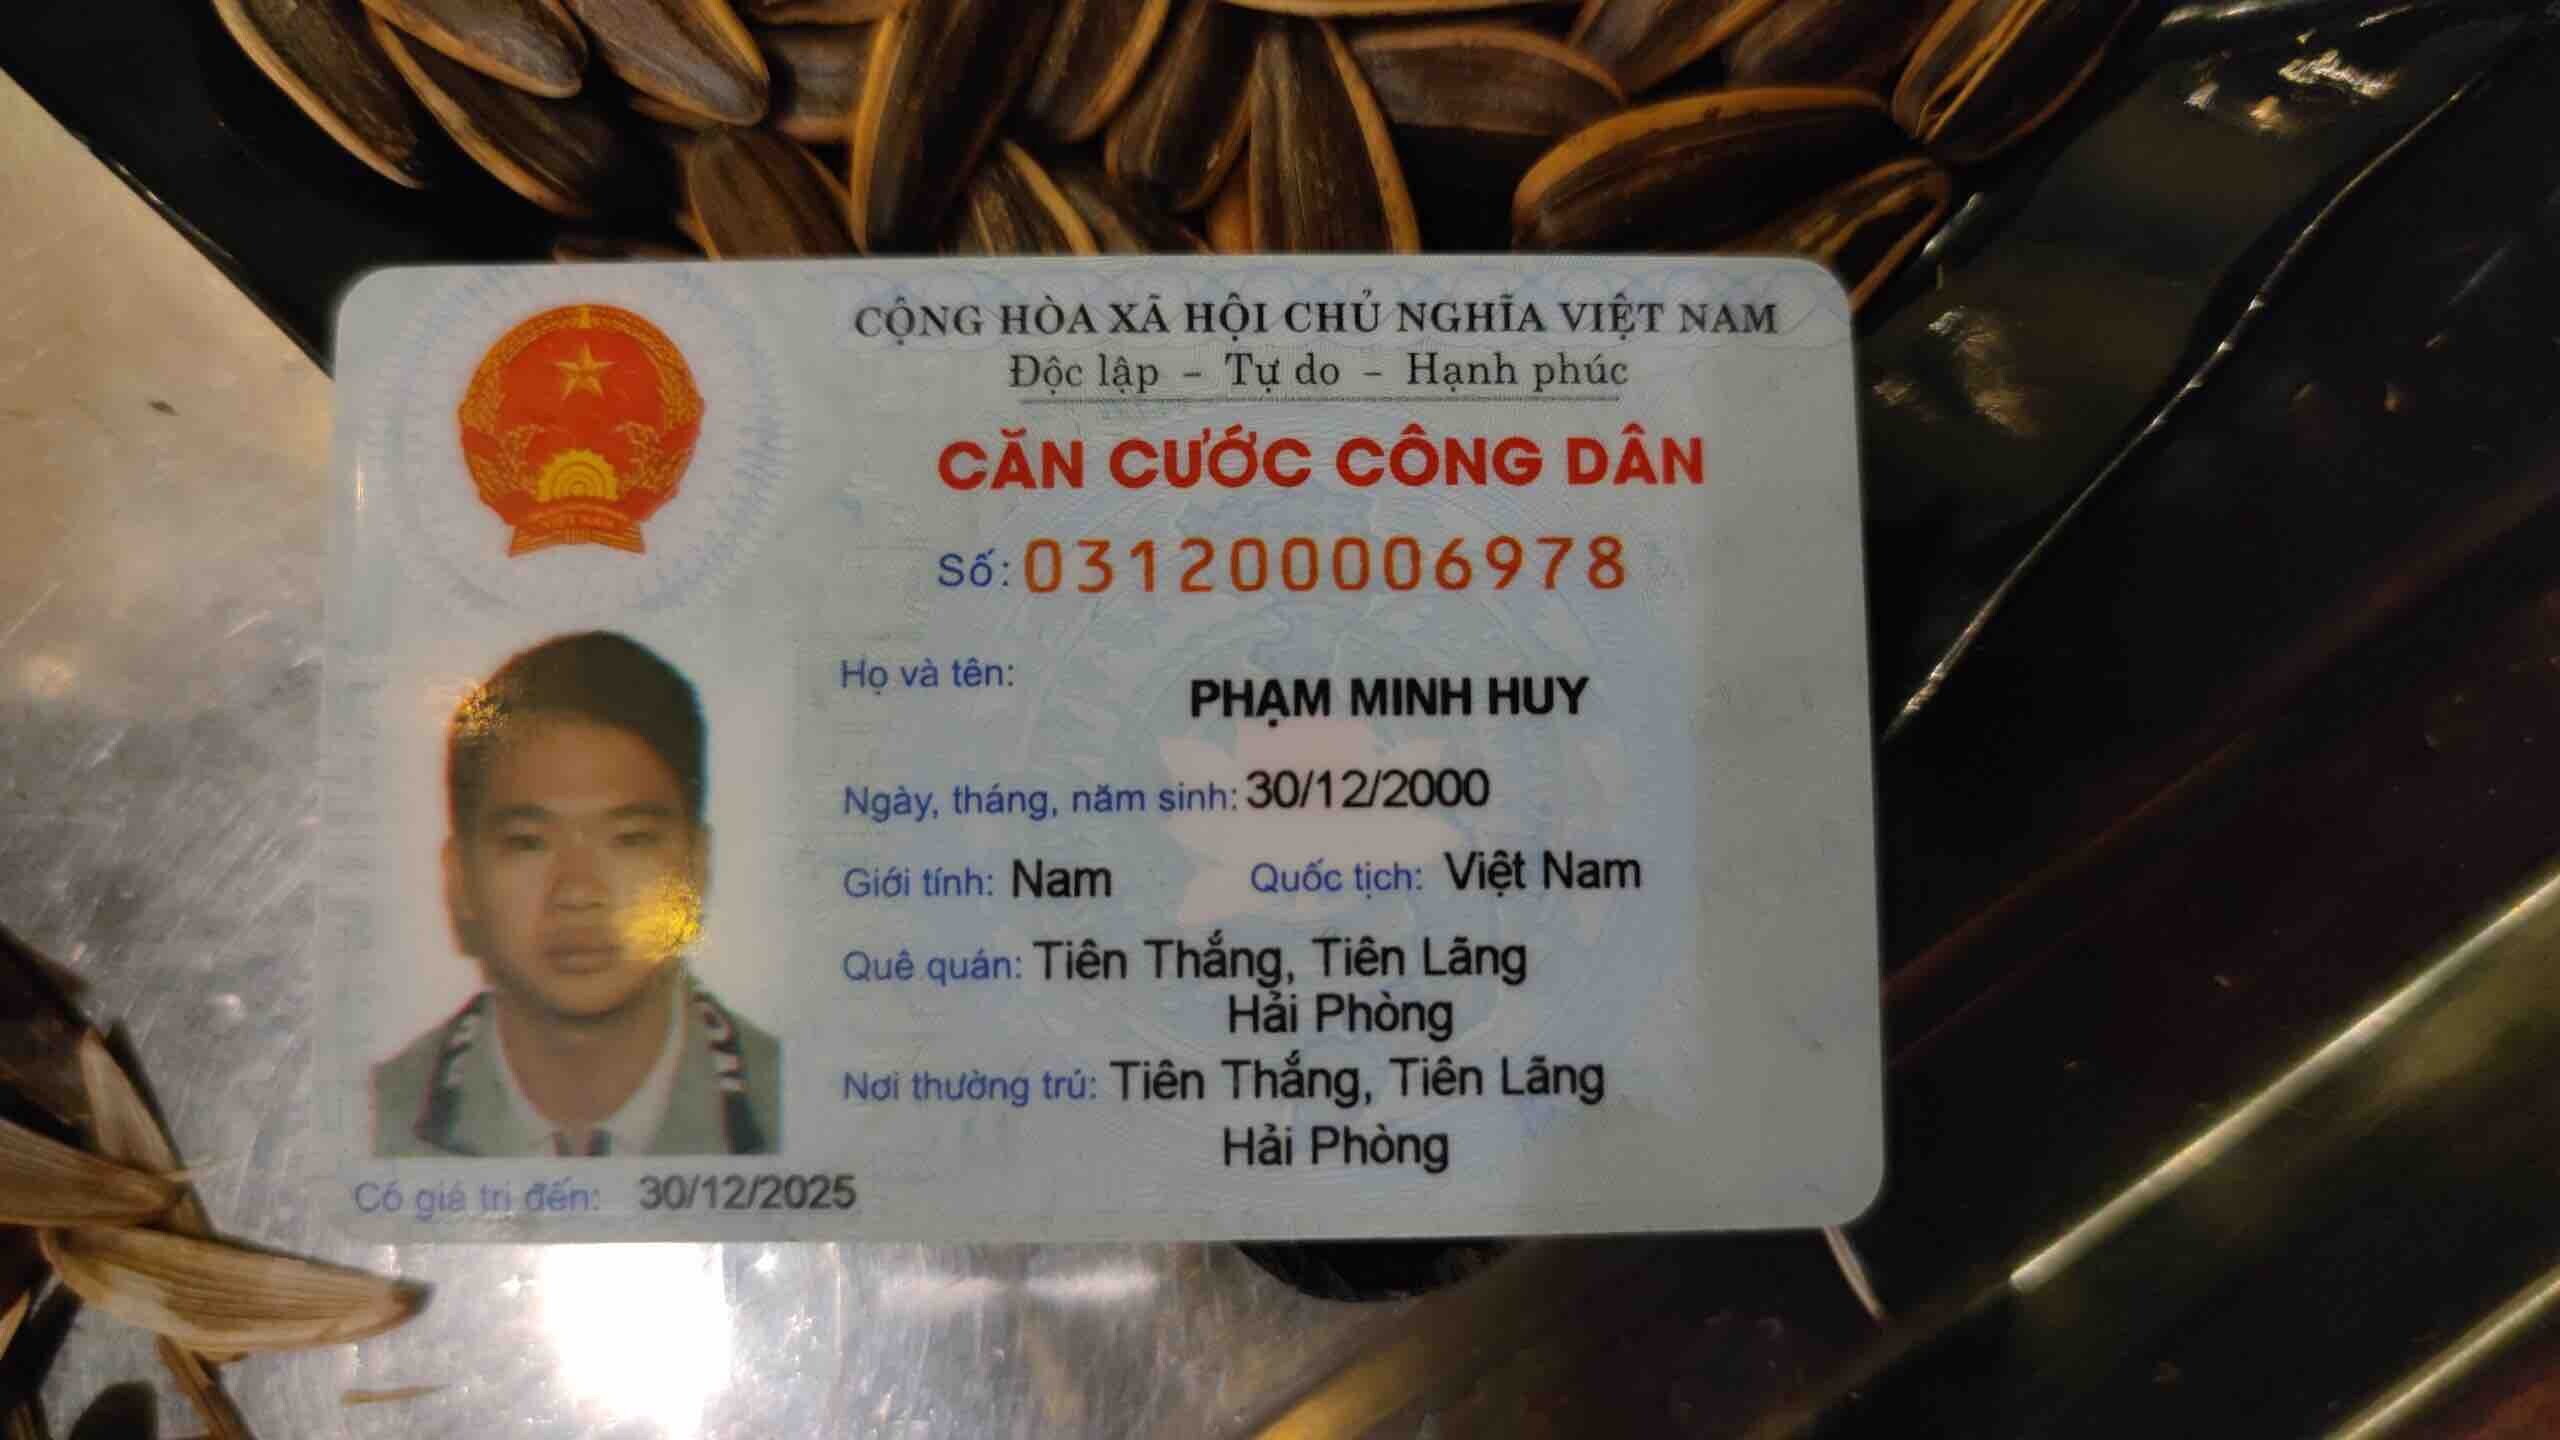 CỘNG HÒA XÃ HỘI CHỦ NGHĨA VIỆT NAM
Độc lập – Tự do – Hạnh phúc
CĂN CƯỚC CÔNG DÂN
Số: 031200006978
Họ và tên: PHẠM MINH HUY
Ngày, tháng, năm sinh: 30/12/2000
Giới tính: Nam Quốc tịch: Việt Nam
Quê quán: Tiên Thắng, Tiên Lãng
Hải Phòng
Nơi thường trú: Tiên Thắng, Tiên Lãng
Hải Phòng
Có giá trị đến: 30/12/2025